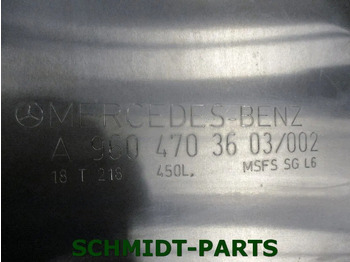 MERCEDES-BENZ
A 960 470 36 03/002
18 T 218 450L. MSFS SG L6
SCHMIDT-PARTS